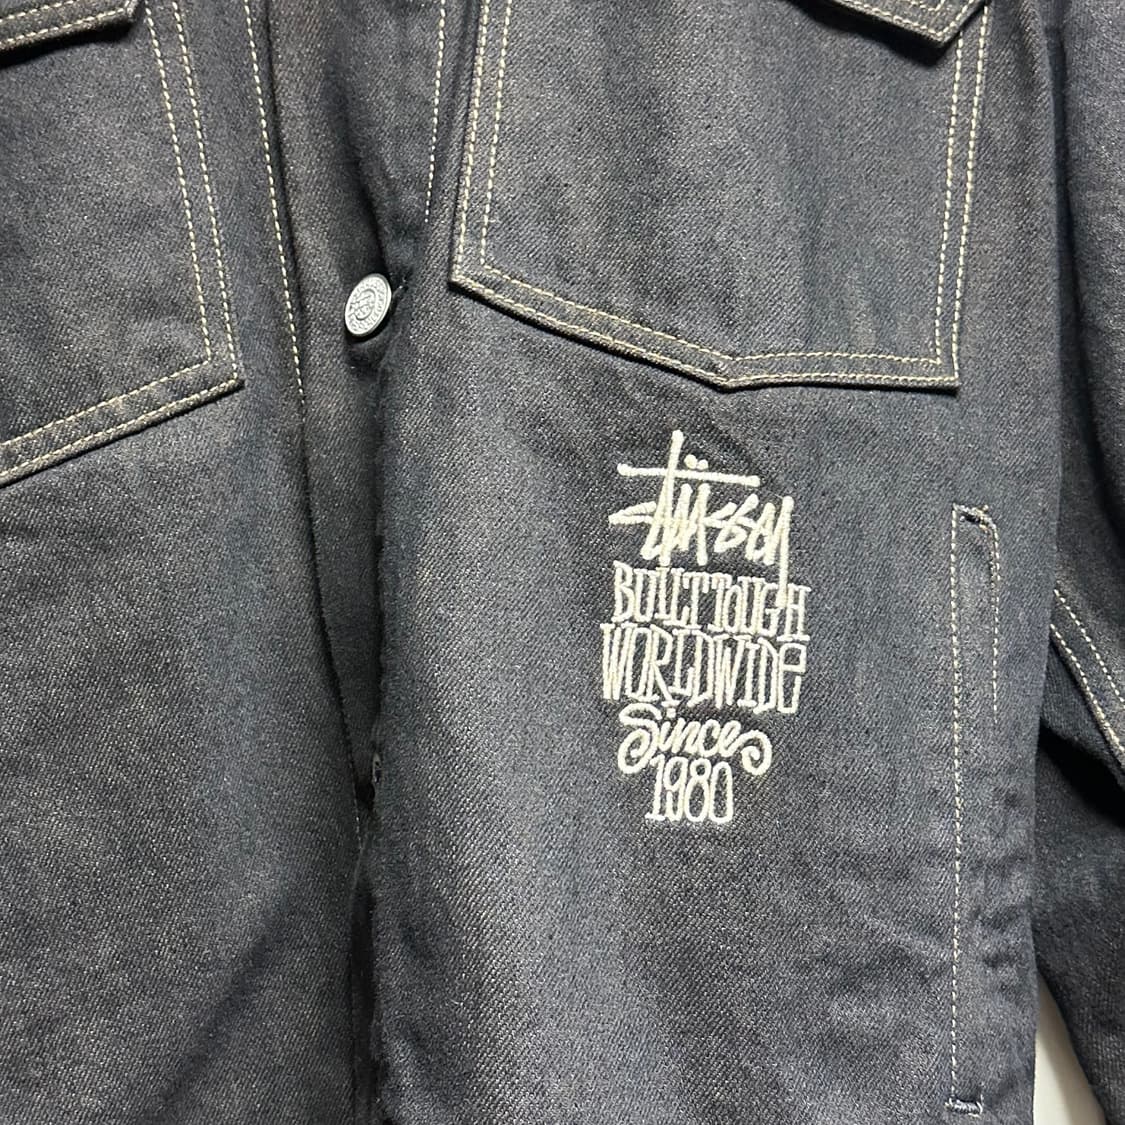 Stüssy
BUILT TOUGH
WORLDWIDE
Since
1980